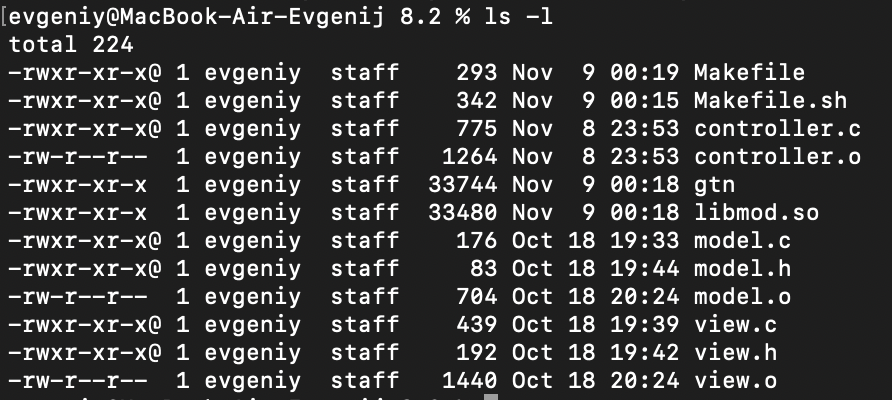 [evgeniy@MacBook-Air-Evgenij 8.2 % ls -l
total 224
-rwxr-xr-x@ 1 evgeniy  staff    293 Nov  9 00:19 Makefile
-rwxr-xr-x@ 1 evgeniy  staff    342 Nov  9 00:15 Makefile.sh
-rwxr-xr-x@ 1 evgeniy  staff    775 Nov  8 23:53 controller.c
-rw-r--r--  1 evgeniy  staff   1264 Nov  8 23:53 controller.o
-rwxr-xr-x  1 evgeniy  staff  33744 Nov  9 00:18 gtn
-rwxr-xr-x  1 evgeniy  staff  33480 Nov  9 00:18 libmod.so
-rwxr-xr-x@ 1 evgeniy  staff    176 Oct 18 19:33 model.c
-rwxr-xr-x@ 1 evgeniy  staff     83 Oct 18 19:44 model.h
-rw-r--r--  1 evgeniy  staff    704 Oct 18 20:24 model.o
-rwxr-xr-x@ 1 evgeniy  staff    439 Oct 18 19:39 view.c
-rwxr-xr-x@ 1 evgeniy  staff    192 Oct 18 19:42 view.h
-rw-r--r--  1 evgeniy  staff   1440 Oct 18 20:24 view.o